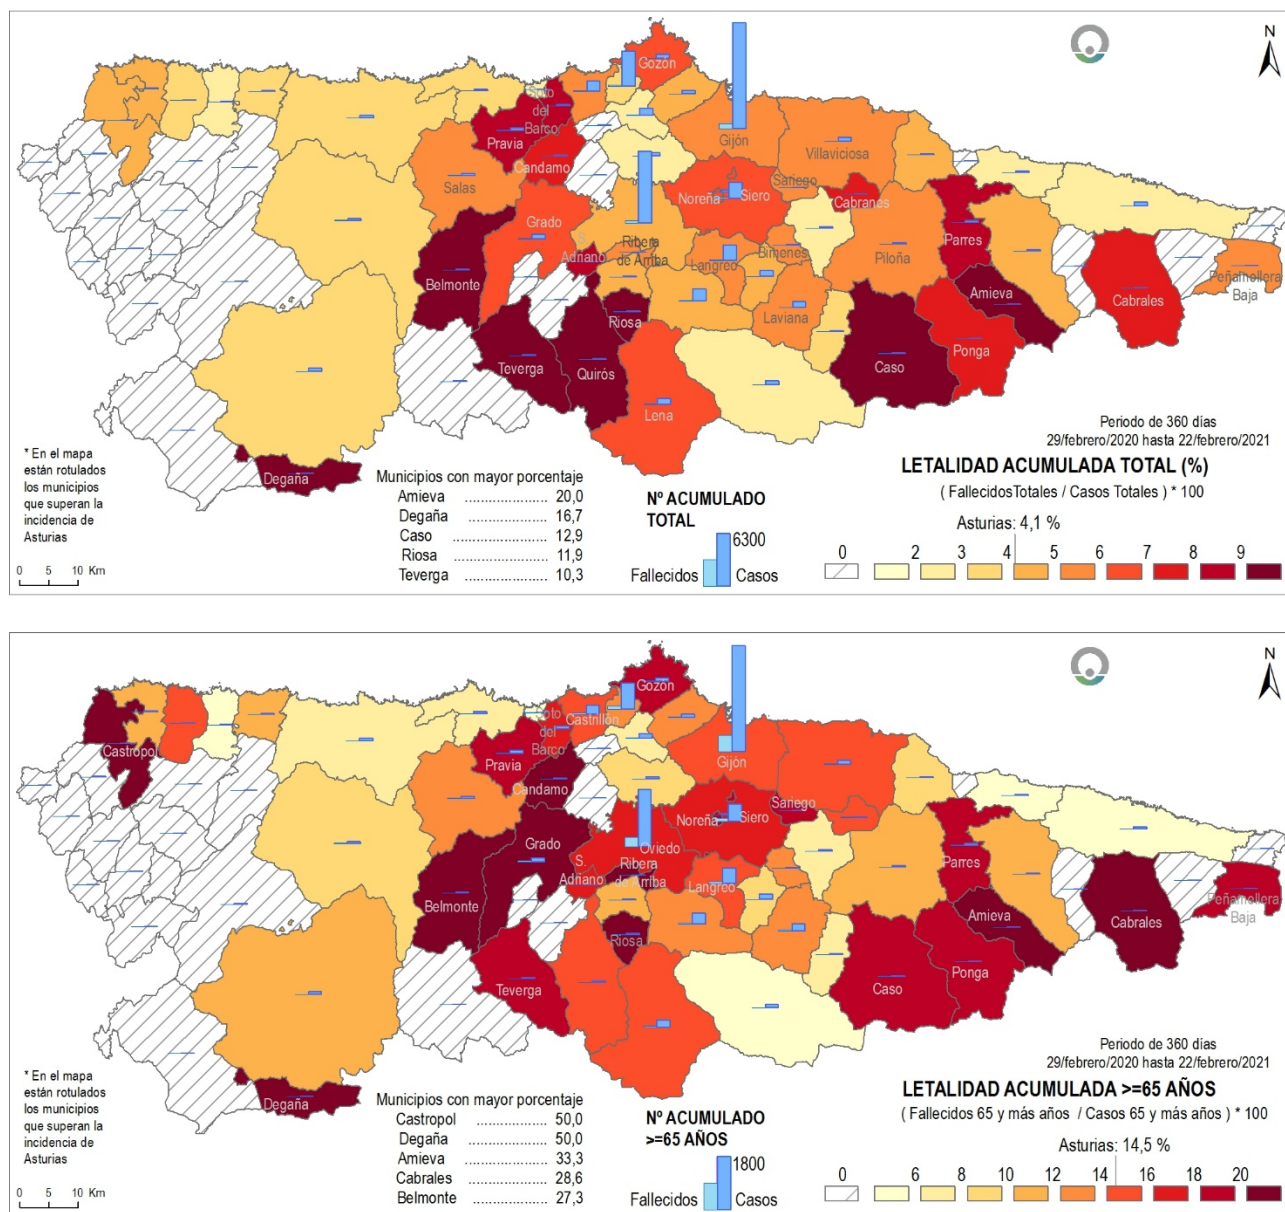 N
Gozón
Soto
del
Barco
Pravia
Candamo
Gijón
Villaviciosa
Salas
Sariego
Noreña
Siero
Cabranes
Grado
S.
Adriano
Ribera
de Arriba
Langreo
Bimenes
Piloña
Parres
Belmonte
Amieva
Cabrales
Peñamollera
Baja
Riosa
Laviana
Teverga
Quirós
Caso
Ponga
Lena
Degaña
* En el mapa
están rotulados
los municipios
que superan la
incidencia de
Asturias
0 5 10 Km
Municipios con mayor porcentaje
Amieva ........................ 20,0
Degaña ........................ 16,7
Caso ........................ 12,9
Riosa ........................ 11,9
Teverga ........................ 10,3
Nº ACUMULADO
TOTAL
6300
Fallecidos Casos
Periodo de 360 días
29/febrero/2020 hasta 22/febrero/2021
LETALIDAD ACUMULADA TOTAL (%)
( FallecidosTotales / Casos Totales ) * 100
Asturias: 4,1 %
0 2 3 4 5 6 7 8 9
N
Gozón
Castrillón
Soto
del
Barco
Castropol
Pravia
Gijón
Candamo
Sariego
Noreña
Siero
Grado
Oviedo
S.
Adriano
Ribera
de Arriba
Langreo
Parres
Belmonte
Amieva
Cabrales
Peñamollera
Baja
Riosa
Teverga
Caso
Ponga
Degaña
* En el mapa
están rotulados
los municipios
que superan la
incidencia de
Asturias
0 5 10 Km
Municipios con mayor porcentaje
Castropol ........................ 50,0
Degaña ........................ 50,0
Amieva ........................ 33,3
Cabrales ........................ 28,6
Belmonte ........................ 27,3
Nº ACUMULADO
>=65 AÑOS
1800
Fallecidos Casos
Periodo de 360 días
29/febrero/2020 hasta 22/febrero/2021
LETALIDAD ACUMULADA >=65 AÑOS
( Fallecidos 65 y más años / Casos 65 y más años ) * 100
Asturias: 14,5 %
0 6 8 10 12 14 16 18 20